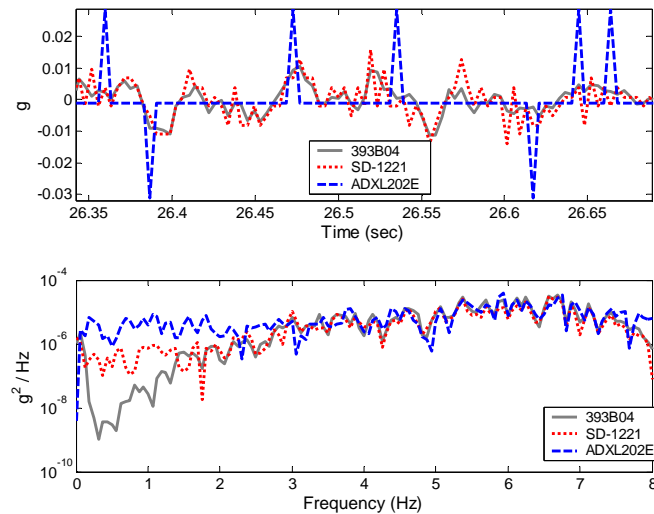 0.02
0.01
0
-0.01
-0.02
-0.03
g
393B04
SD-1221
ADXL202E
26.35 26.4 26.45 26.5 26.55 26.6 26.65
Time (sec)
10^-4
10^-6
10^-8
10^-10
g^2 / Hz
393B04
SD-1221
ADXL202E
0 1 2 3 4 5 6 7 8
Frequency (Hz)